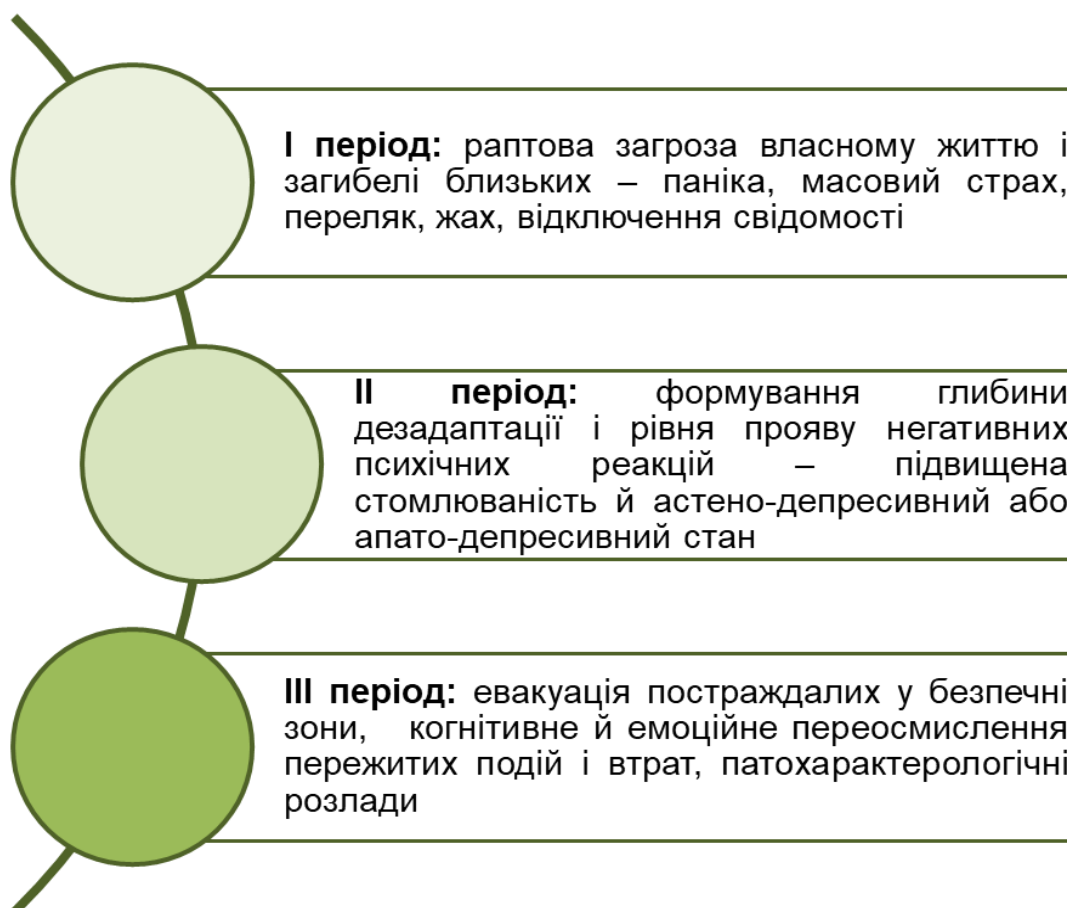 I період: раптова загроза власному життю і
загибелі близьких – паніка, масовий страх,
переляк, жах, відключення свідомості
II період: формування глибини
дезадаптації і рівня прояву негативних
психічних реакцій – підвищена
стомлюваність й астено-депресивний або
апато-депресивний стан
III період: евакуація постраждалих у безпечні
зони, когнітивне й емоційне переосмислення
пережитих подій і втрат, патохарактерологічні
розлади